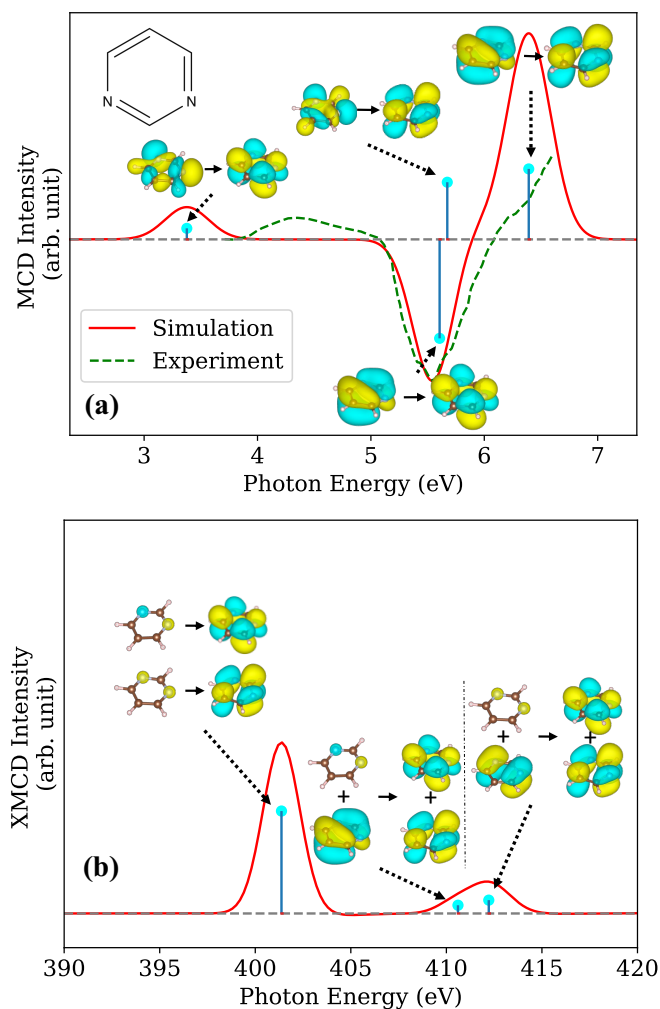 N N
MCD Intensity
(arb. unit)
Simulation
Experiment
(a)
3 4 5 6 7
Photon Energy (eV)
XMCD Intensity
(arb. unit)
+ +
+ +
(b)
390 395 400 405 410 415 420
Photon Energy (eV)